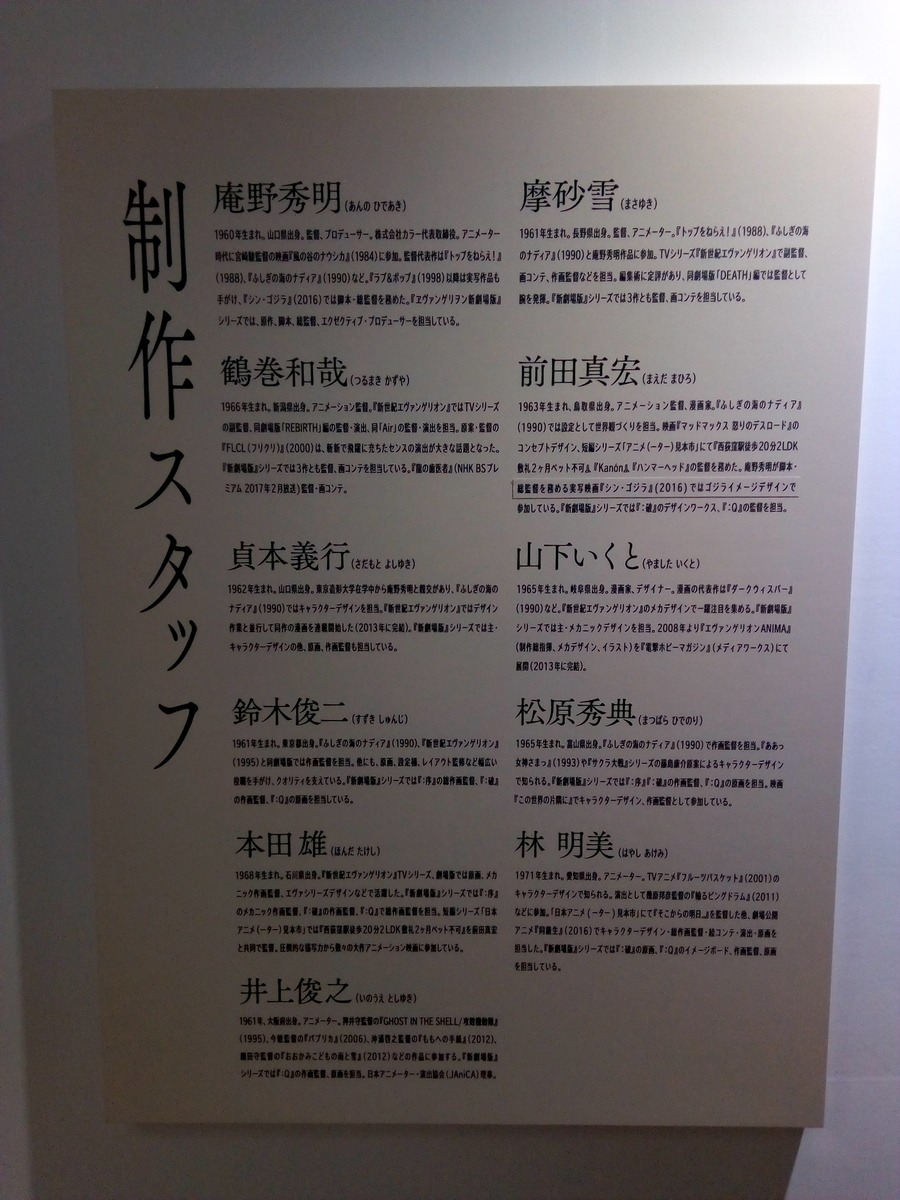 制作スタッフ
庵野秀明(あんの ひであき)
1960年生まれ。山口県出身。監督、プロデューサー。株式会社カラー代表取締役。アニメーター
時代に宮崎駿監督の映画『風の谷のナウシカ』(1984)に参加。監督代表作は『トップをねらえ!』
(1988)、『ふしぎの海のナディア』(1990)など。『ラブ&ポップ』(1998)以降は実写作品も
手がけ、『シン・ゴジラ』(2016)では脚本・総監督を務めた。『ヱヴァンゲリヲン新劇場版』
シリーズでは、原作、脚本、総監督、エグゼクティブ・プロデューサーを担当している。
鶴巻和哉(つるまき かずや)
1966年生まれ。新潟県出身。アニメーション監督。『新世紀エヴァンゲリオン』ではTVシリーズ
の副監督、同劇場版「REBIRTH」編の監督・演出、同「Air」の監督・演出を担当。原案・監督の
『FLCL(フリクリ)』(2000)は、斬新で飛躍に充ちたセンスの演出が大きな話題となった。
『新劇場版』シリーズでは3作とも監督、画コンテを担当している。『龍の歯医者』(NHK BSプレ
ミアム 2017年2月放送)監督・画コンテ。
貞本義行(さだもと よしゆき)
1962年生まれ。山口県出身。東京造形大学在学中から庵野秀明と親交があり、『ふしぎの海の
ナディア』(1990)ではキャラクターデザインを担当。『新世紀エヴァンゲリオン』ではデザイン
作業と並行して同作の漫画を連載開始した(2013年に完結)。『新劇場版』シリーズでは主・
キャラクターデザインの他、原画、作画監督も担当している。
鈴木俊二(すずき しゅんじ)
1961年生まれ。東京都出身。『ふしぎの海のナディア』(1990)、『新世紀エヴァンゲリオン』
(1995)と同劇場版では作画監督を担当。他にも、原画、設定補、レイアウト監修など幅広い
役職を手がけ、クオリティを支えている。『新劇場版』シリーズでは『:序』の総作画監督、『:破』
の作画監督、『:Q』の原画を担当している。
本田 雄(ほんだ たけし)
1968年生まれ。石川県出身。『新世紀エヴァンゲリオン』TVシリーズ、劇場版では原画、メカ
ニック作画監督、エヴァシリーズデザインなどで活躍した。『新劇場版』シリーズでは『:序』
のメカニック作画監督、『:破』の作画監督、『:Q』で総作画監督を担当。短編シリーズ「日本
アニメ(ーター)見本市」では『西荻窪駅徒歩20分2LDK敷礼2ヶ月ペット不可』を前田真宏
と共同で監督。圧倒的な描写力から数々の大作アニメーション映画に参加している。
井上俊之(いのうえ としゆき)
1961年、大阪府出身。アニメーター。押井守監督の『GHOST IN THE SHELL/攻殻機動隊』
(1995)、今敏監督の『パプリカ』(2006)、沖浦啓之監督の『ももへの手紙』(2012)、
細田守監督の『おおかみこどもの雨と雪』(2012)などの作品に参加する。『新劇場版』
シリーズでは『:Q』の作画監督、原画を担当。日本アニメーター・演出協会(JAniCA)理事。
摩砂雪(まさゆき)
1961年生まれ。長野県出身。監督、アニメーター。『トップをねらえ!』(1988)、『ふしぎの海
のナディア』(1990)と庵野秀明作品に参加。TVシリーズ『新世紀エヴァンゲリオン』で副監督、
画コンテ、作画監督などを担当。編集術に定評があり、同劇場版「DEATH」編では監督として
腕を発揮。『新劇場版』シリーズでは3作とも監督、画コンテを担当している。
前田真宏(まえだ まひろ)
1963年生まれ、鳥取県出身。アニメーション監督、漫画家。『ふしぎの海のナディア』
(1990)では設定として世界観づくりを担当。映画『マッドマックス 怒りのデスロード』の
コンセプトデザイン、短編シリーズ「アニメ(ーター)見本市」にて『西荻窪駅徒歩20分2LDK
敷礼2ヶ月ペット不可』、『Kanón』、『ハンマーヘッド』の監督を務めた。庵野秀明が脚本・
総監督を務める実写映画『シン・ゴジラ』(2016)ではゴジライメージデザインで
参加している。『新劇場版』シリーズでは『:破』のデザインワークス、『:Q』の監督を担当。
山下いくと(やました いくと)
1965年生まれ。岐阜県出身。漫画家、デザイナー。漫画の代表作は『ダークウィスパー』
(1990)など。『新世紀エヴァンゲリオン』のメカデザインで一躍注目を集める。『新劇場版』
シリーズでは主・メカニックデザインを担当。2008年より『エヴァンゲリオンANIMA』
(制作総指揮、メカデザイン、イラスト)を『電撃ホビーマガジン』(メディアワークス)にて
展開(2013年に完結)。
松原秀典(まつばら ひでのり)
1965年生まれ。富山県出身。『ふしぎの海のナディア』(1990)で作画監督を担当。『ああっ
女神さまっ』(1993)や『サクラ大戦』シリーズの藤島康介原案によるキャラクターデザイン
で知られる。『新劇場版』シリーズでは『:序』『:破』の作画監督、『:Q』の原画を担当。映画
『この世界の片隅に』でキャラクターデザイン、作画監督として参加している。
林 明美(はやし あけみ)
1971年生まれ。愛知県出身。アニメーター。TVアニメ『フルーツバスケット』(2001)の
キャラクターデザインで知られる。演出として幾原邦彦監督の『輪るピングドラム』(2011)
などに参加。「日本アニメ(ーター)見本市」にて『そこからの明日。』を監督した他、劇場公開
アニメ『同級生』(2016)でキャラクターデザイン・総作画監督・絵コンテ・演出・原画を
担当した。『新劇場版』シリーズでは『:破』の原画、『:Q』のイメージボード、作画監督、原画
を担当している。